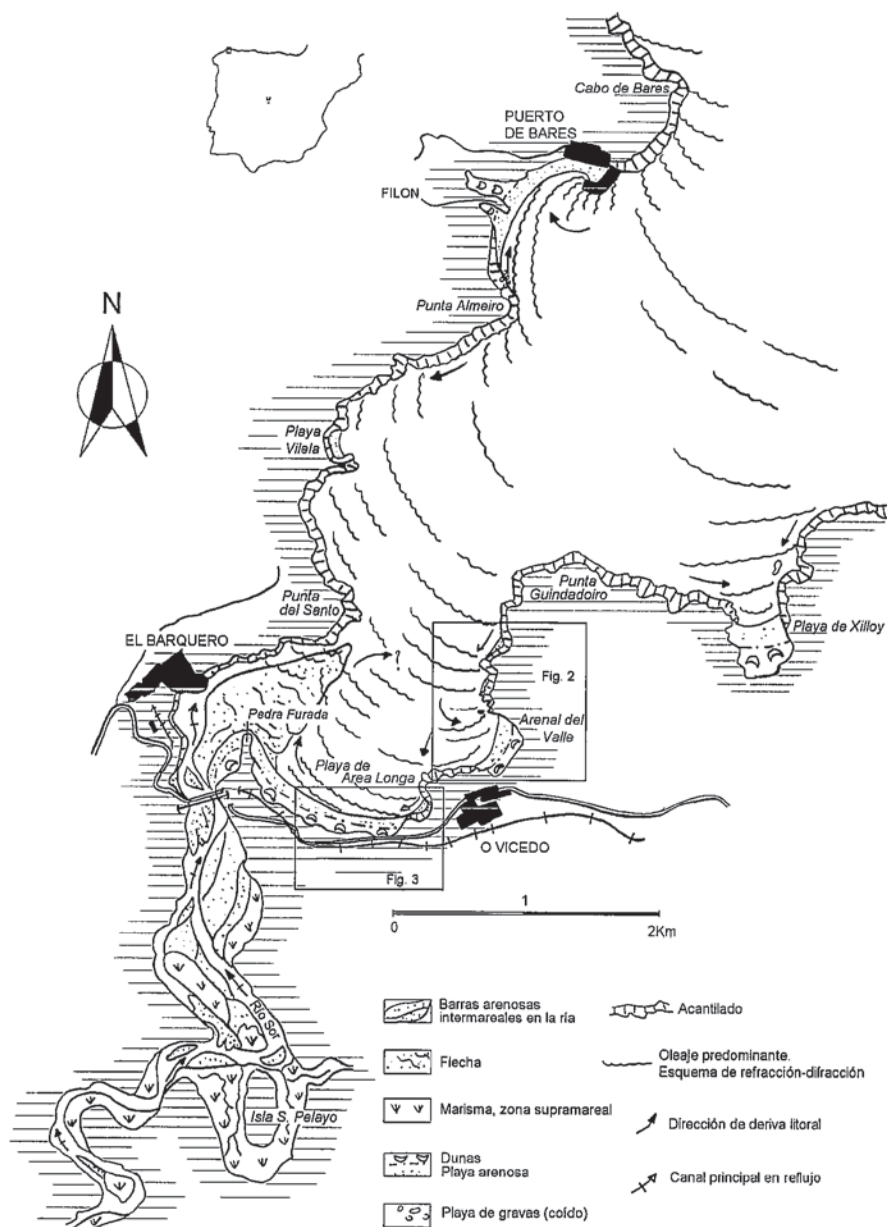 Cabo de Bares
PUERTO
DE BARES
FILON
N
Punta Almeiro
Playa
Vilela
Punta
Guindadoiro
Punta
del Santo
Playa de Xilloy
EL BARQUERO
Fig. 2
Pedra Furada
Arenal del
Valle
Playa de
Area Longa
O VICEDO
Fig. 3
1
0
2Km
Río Sor
Isla S. Pelayo
Barras arenosas
intermareales en la ría
Flecha
Marisma, zona supramareal
Dunas
Playa arenosa
Playa de gravas (coído)
Acantilado
Oleaje predominante.
Esquema de refracción-difracción
Dirección de deriva litoral
Canal principal en reflujo